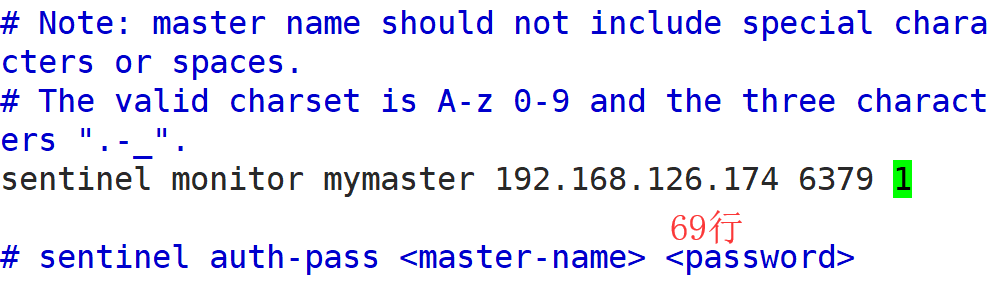 # Note: master name should not include special chara
cters or spaces.
# The valid charset is A-z 0-9 and the three charact
ers ".-_".
sentinel monitor mymaster 192.168.126.174 6379 1
69行
# sentinel auth-pass <master-name> <password>